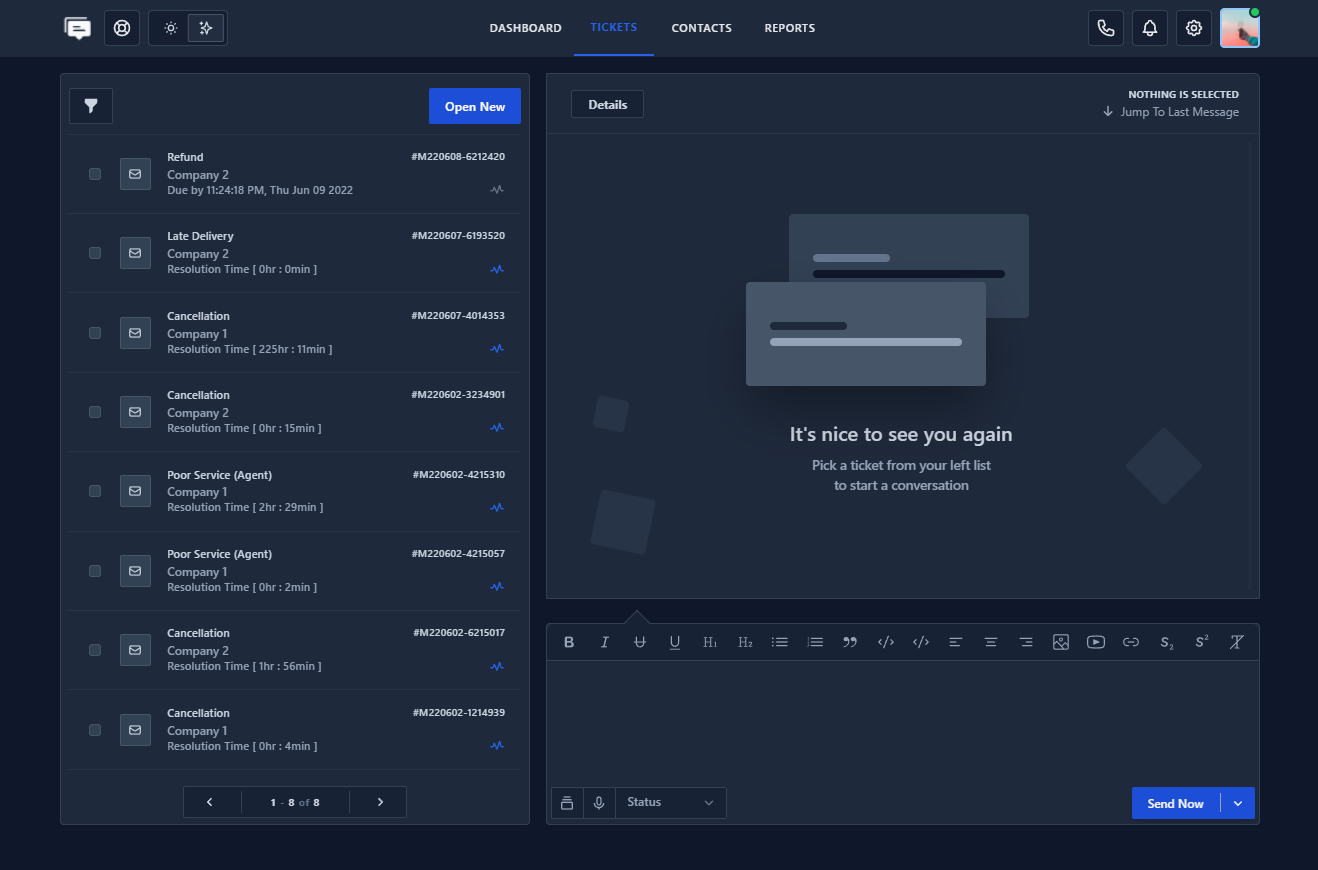 DASHBOARD
TICKETS
CONTACTS
REPORTS
Open New
Refund
#M220608-6212420
Company 2
Due by 11:24:18 PM, Thu Jun 09 2022
Late Delivery
#M220607-6193520
Company 2
Resolution Time [ 0hr : 0min ]
Cancellation
#M220607-4014353
Company 1
Resolution Time [ 225hr : 11min ]
Cancellation
#M220602-3234901
Company 2
Resolution Time [ 0hr : 15min ]
Poor Service (Agent)
#M220602-4215310
Company 1
Resolution Time [ 2hr : 29min ]
Poor Service (Agent)
#M220602-4215057
Company 1
Resolution Time [ 0hr : 2min ]
Cancellation
#M220602-6215017
Company 2
Resolution Time [ 1hr : 56min ]
Cancellation
#M220602-1214939
Company 1
Resolution Time [ 0hr : 4min ]
1 - 8 of 8
Details
NOTHING IS SELECTED
Jump To Last Message
It's nice to see you again
Pick a ticket from your left list
to start a conversation
B I U U H1 H2 S2 S2 T
Status
Send Now